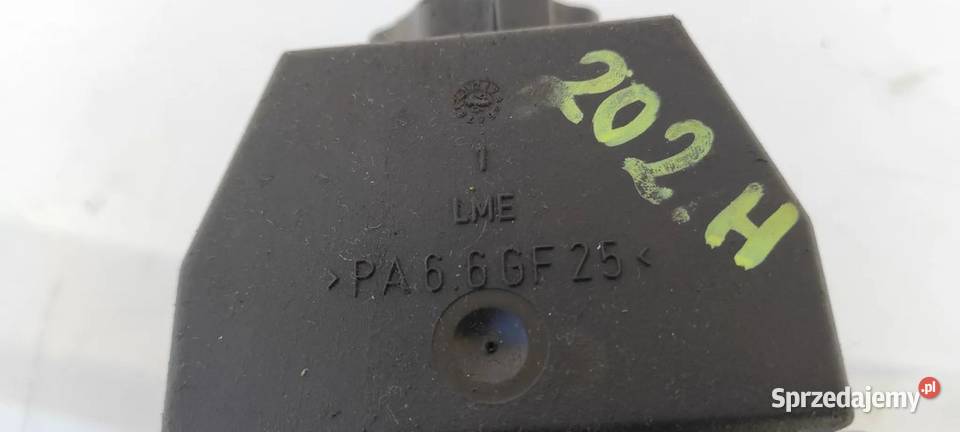 202 H
1
LME
>PA 6.6 GF 25<
Sprzedajemy.pl